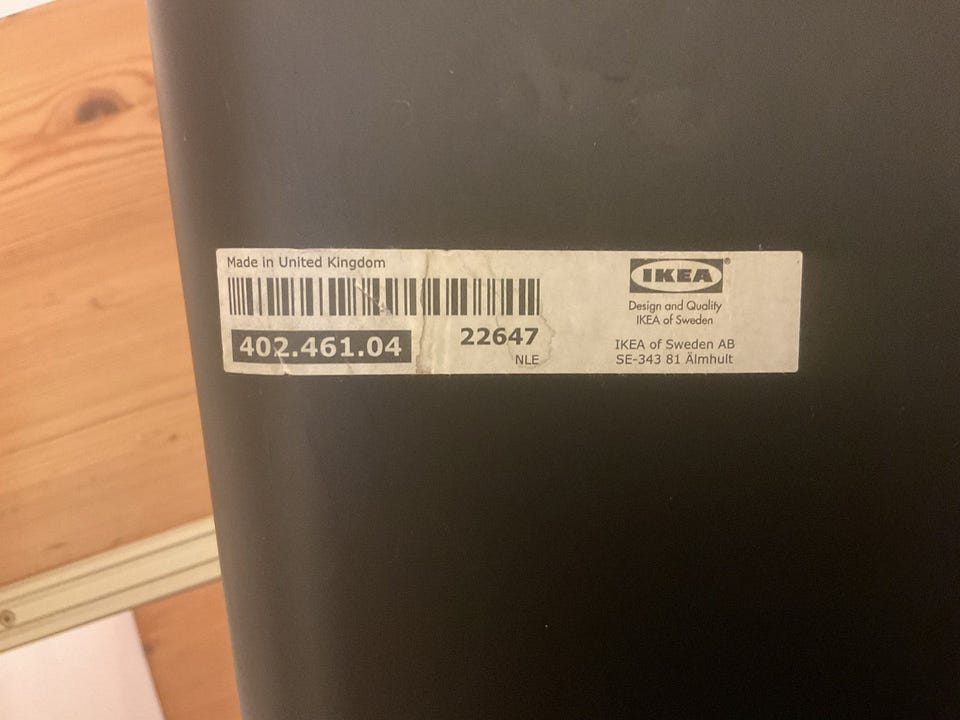 Made in United Kingdom
402.461.04
22647
NLE
IKEA®
Design and Quality
IKEA of Sweden
IKEA of Sweden AB
SE-343 81 Älmhult